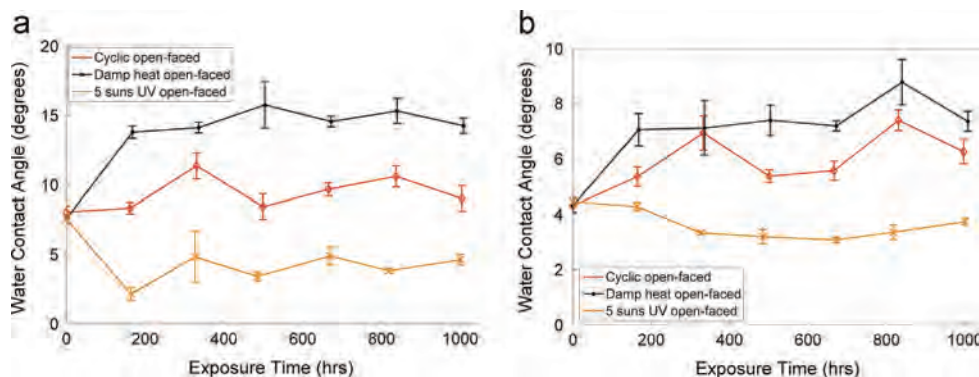 a
Water Contact Angle (degrees)
20
15
10
5
0
Cyclic open-faced
Damp heat open-faced
5 suns UV open-faced
0 200 400 600 800 1000
Exposure Time (hrs)
b
Water Contact Angle (degrees)
10
8
6
4
2
0
Cyclic open-faced
Damp heat open-faced
5 suns UV open-faced
0 200 400 600 800 1000
Exposure Time (hrs)